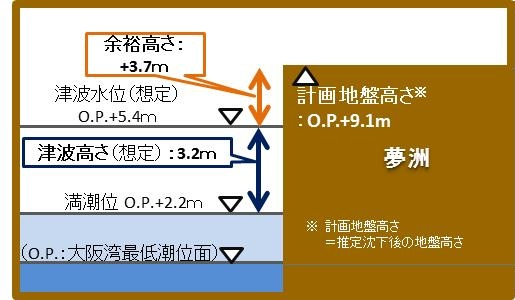 余裕高さ：
+3.7m
津波水位（想定）
O.P.+5.4m
津波高さ（想定）：3.2m
満潮位 O.P.+2.2m
（O.P.：大阪湾最低潮位面）
計画地盤高さ※
：O.P.+9.1m
夢洲
※ 計画地盤高さ
＝推定沈下後の地盤高さ